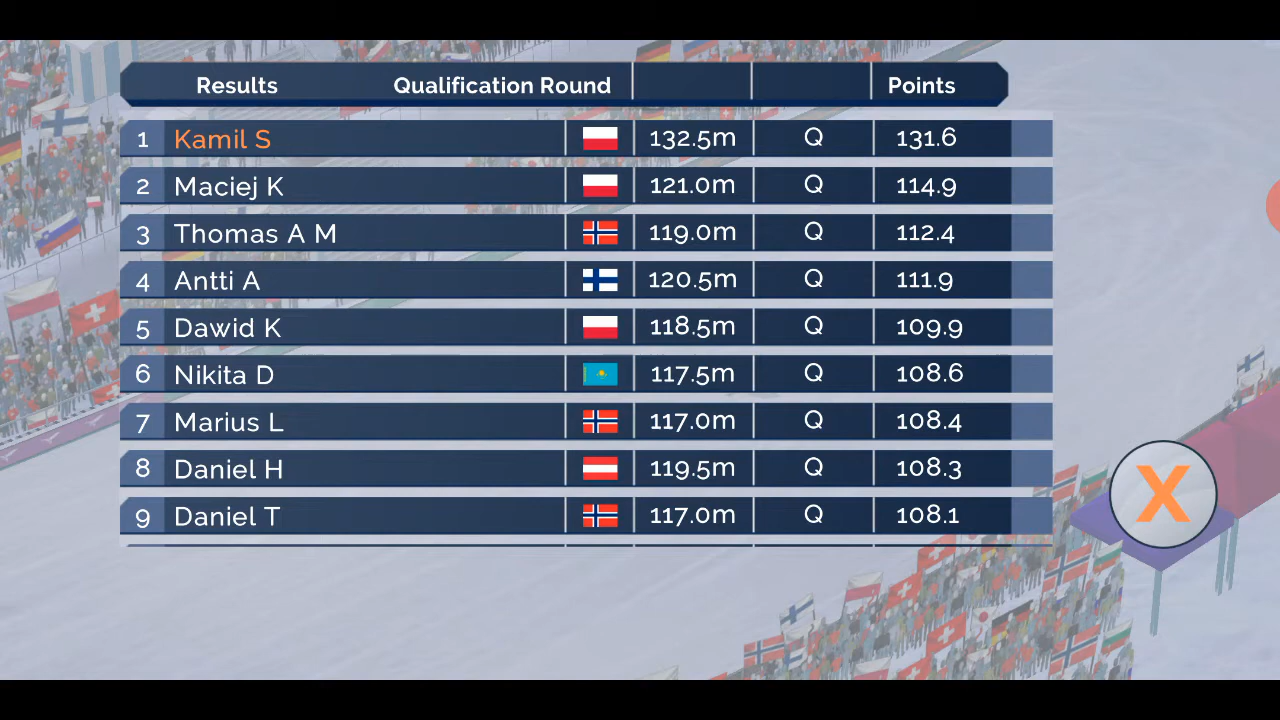 Results Qualification Round Points
1 Kamil S 132.5m Q 131.6
2 Maciej K 121.0m Q 114.9
3 Thomas A M 119.0m Q 112.4
4 Antti A 120.5m Q 111.9
5 Dawid K 118.5m Q 109.9
6 Nikita D 117.5m Q 108.6
7 Marius L 117.0m Q 108.4
8 Daniel H 119.5m Q 108.3
9 Daniel T 117.0m Q 108.1
X